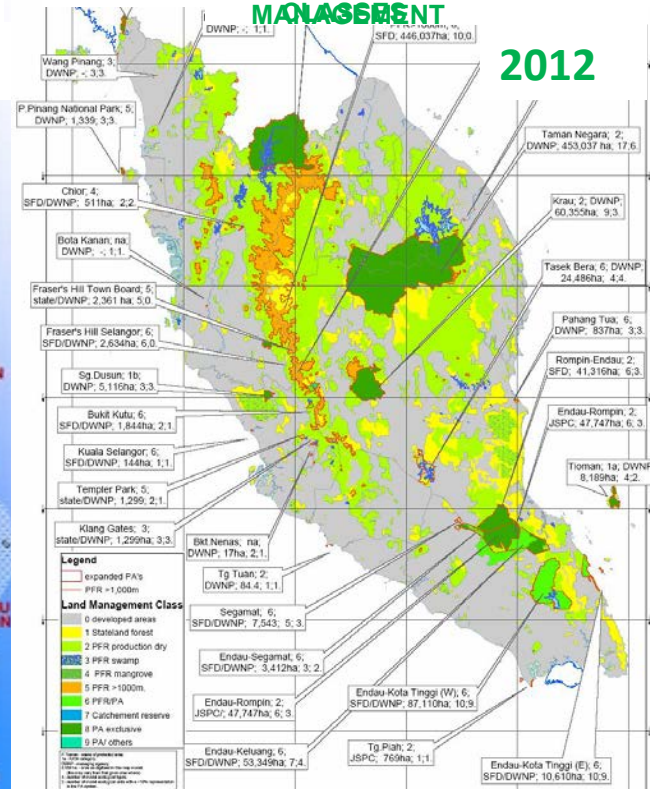 MANAGEMENT
CLASSES
2012
DWNP; -; 1;1.
SFD; 446,037ha; 10;0.
Wang Pinang; 3;
DWNP; -; 3;3.
P.Pinang National Park; 5;
DWNP; 1,339; 3;3.
Taman Negara; 2;
DWNP; 453,037 ha; 17;6.
Chior; 4;
SFD/DWNP; 511ha; 2;2.
Krau; 2; DWNP;
60,355ha; 9;3.
Bota Kanan; na;
DWNP; -; 1;1.
Tasek Bera; 6; DWNP;
24,486ha; 4;4.
Fraser's Hill Town Board; 5;
state/DWNP; 2,361 ha; 5;0.
Pahang Tua; 6;
DWNP; 837ha; 3;3.
Fraser's Hill Selangor; 6;
SFD/DWNP; 2,634ha; 6;0.
Rompin-Endau; 2;
SFD; 41,316ha; 6;3.
Sg.Dusun; 1b;
DWNP; 5,116ha; 3;3.
Endau-Rompin; 2;
JSPC; 47,747ha; 6; 3.
Bukit Kutu; 6;
SFD/DWNP; 1,844ha; 2;1.
Kuala Selangor; 6;
SFD/DWNP; 144ha; 1;1.
Tioman; 1a; DWNP
8,189ha; 4;2.
Templer Park; 5;
state/DWNP; 1,299; 2;1.
Klang Gates; 3;
state/DWNP; 1,299ha; 3;3.
Bkt Nenas; na;
DWNP; 17ha; 2;1.
Tg Tuan; 2;
DWNP; 84.4; 1;1.
Segamat; 6;
SFD/DWNP; 7,543; 5; 3.
Endau-Segamat; 6;
SFD/DWNP; 3,412ha; 3; 2.
Endau-Rompin; 2;
JSPC/; 47,747ha; 6; 3.
Endau-Kota Tinggi (W); 6;
SFD/DWNP; 87,110ha; 10;9.
Endau-Keluang; 6;
SFD/DWNP; 53,349ha; 7;4.
Tg.Piah; 2;
JSPC; 769ha; 1;1.
Endau-Kota Tinggi (E); 6;
SFD/DWNP; 10,610ha; 10;9.
Legend
expanded PA's
PFR >1,000m
Land Management Class
0 developed areas
1 Stateland forest
2 PFR production dry
3 PFR swamp
4 PFR mangrove
5 PFR >1000m.
6 PFR/PA
7 Catchement reserve
8 PA exclusive
9 PA/ others